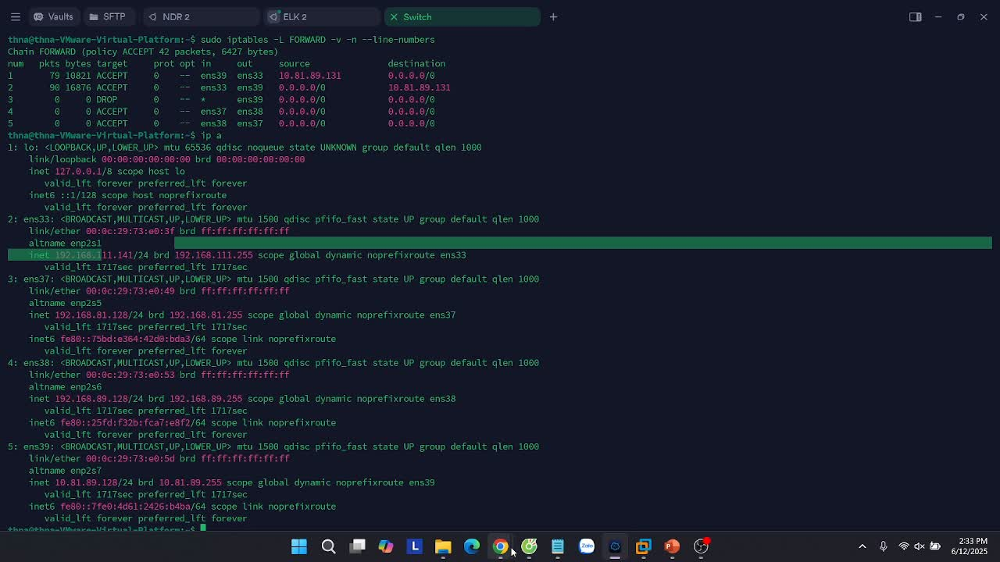 Vaults SFTP NDR 2 ELK 2 Switch
thna@thna-VMware-Virtual-Platform:~$ sudo iptables -L FORWARD -v -n --line-numbers
Chain FORWARD (policy ACCEPT 42 packets, 6427 bytes)
num pkts bytes target prot opt in out source destination
1 79 10821 ACCEPT 0 -- ens39 ens33 10.81.89.131 0.0.0.0/0
2 90 16876 ACCEPT 0 -- ens33 ens39 0.0.0.0/0 10.81.89.131
3 0 0 DROP 0 -- * ens39 0.0.0.0/0 0.0.0.0/0
4 0 0 ACCEPT 0 -- ens37 ens38 0.0.0.0/0 0.0.0.0/0
5 0 0 ACCEPT 0 -- ens38 ens37 0.0.0.0/0 0.0.0.0/0
thna@thna-VMware-Virtual-Platform:~$ ip a
1: lo: <LOOPBACK,UP,LOWER_UP> mtu 65536 qdisc noqueue state UNKNOWN group default qlen 1000
link/loopback 00:00:00:00:00:00 brd 00:00:00:00:00:00
inet 127.0.0.1/8 scope host lo
valid_lft forever preferred_lft forever
inet6 ::1/128 scope host noprefixroute
valid_lft forever preferred_lft forever
2: ens33: <BROADCAST,MULTICAST,UP,LOWER_UP> mtu 1500 qdisc pfifo_fast state UP group default qlen 1000
link/ether 00:0c:29:73:e0:3f brd ff:ff:ff:ff:ff:ff
altname enp2s1
inet 192.168.111.141/24 brd 192.168.111.255 scope global dynamic noprefixroute ens33
valid_lft 1717sec preferred_lft 1717sec
3: ens37: <BROADCAST,MULTICAST,UP,LOWER_UP> mtu 1500 qdisc pfifo_fast state UP group default qlen 1000
link/ether 00:0c:29:73:e0:49 brd ff:ff:ff:ff:ff:ff
altname enp2s5
inet 192.168.81.128/24 brd 192.168.81.255 scope global dynamic noprefixroute ens37
valid_lft 1717sec preferred_lft 1717sec
inet6 fe80::75bd:e364:42d0:bda3/64 scope link noprefixroute
valid_lft forever preferred_lft forever
4: ens38: <BROADCAST,MULTICAST,UP,LOWER_UP> mtu 1500 qdisc pfifo_fast state UP group default qlen 1000
link/ether 00:0c:29:73:e0:53 brd ff:ff:ff:ff:ff:ff
altname enp2s6
inet 192.168.89.128/24 brd 192.168.89.255 scope global dynamic noprefixroute ens38
valid_lft 1717sec preferred_lft 1717sec
inet6 fe80::25fd:f32b:fca7:e8f2/64 scope link noprefixroute
valid_lft forever preferred_lft forever
5: ens39: <BROADCAST,MULTICAST,UP,LOWER_UP> mtu 1500 qdisc pfifo_fast state UP group default qlen 1000
link/ether 00:0c:29:73:e0:5d brd ff:ff:ff:ff:ff:ff
altname enp2s7
inet 10.81.89.128/24 brd 10.81.89.255 scope global dynamic noprefixroute ens39
valid_lft 1717sec preferred_lft 1717sec
inet6 fe80::7fe0:4d61:2426:b4ba/64 scope link noprefixroute
valid_lft forever preferred_lft forever
thna@thna-VMware-Virtual-Platform:~$
L Zalo
2:33 PM
6/12/2025